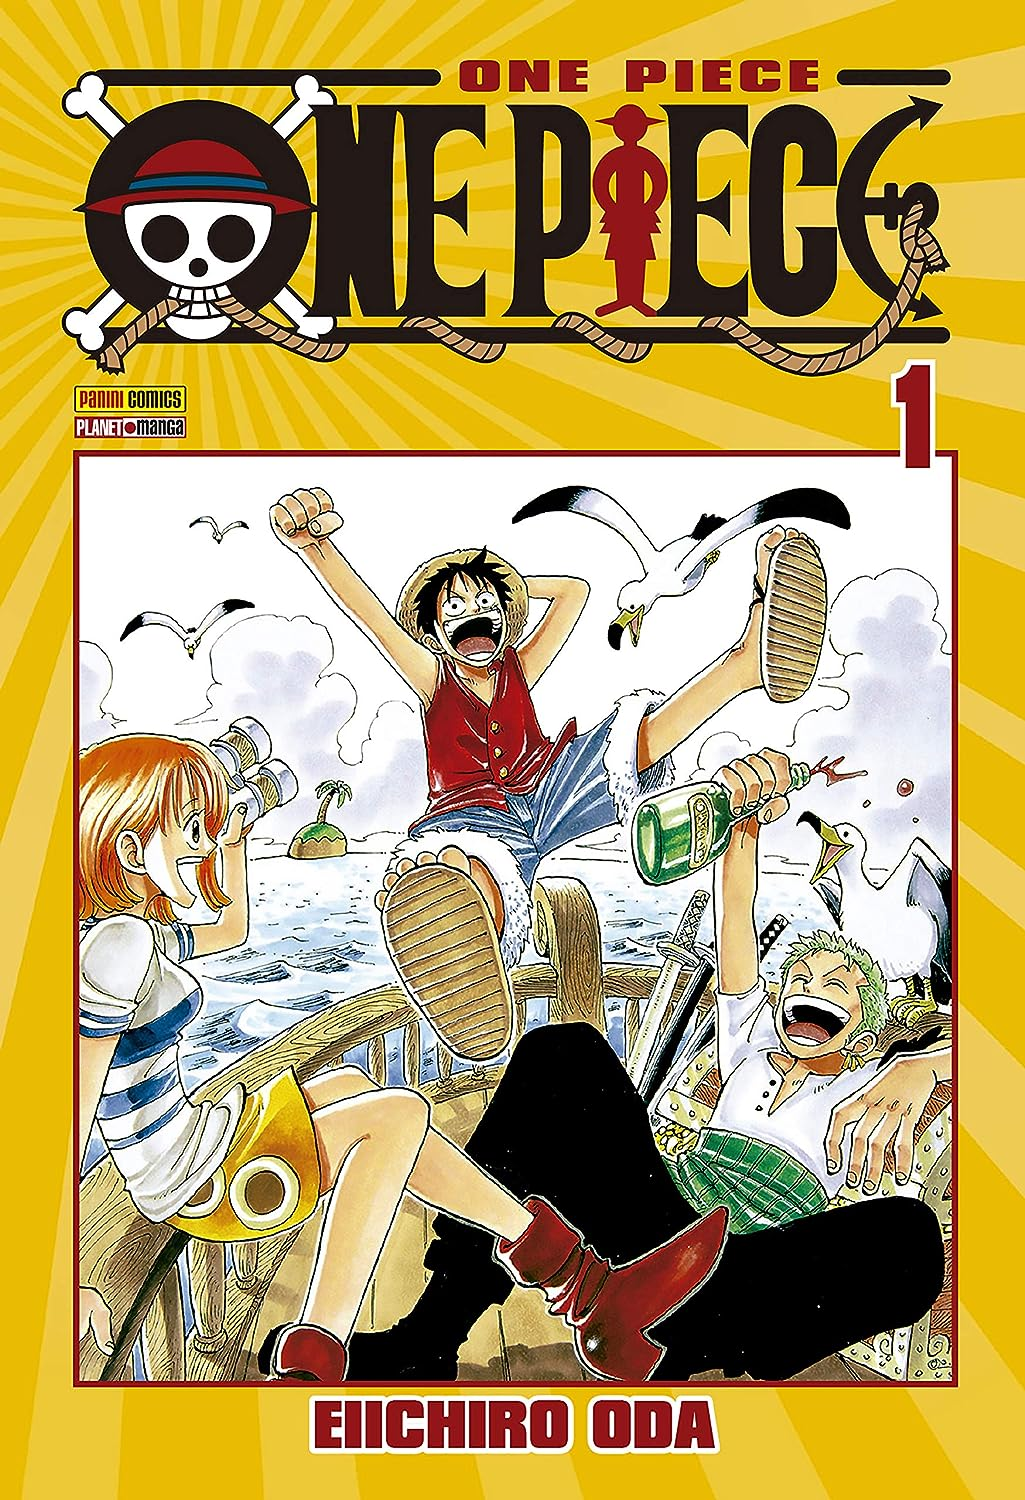 ONE PIECE
ONE PIECE
PANINI COMICS
PLANET manga
1
EIICHIRO ODA